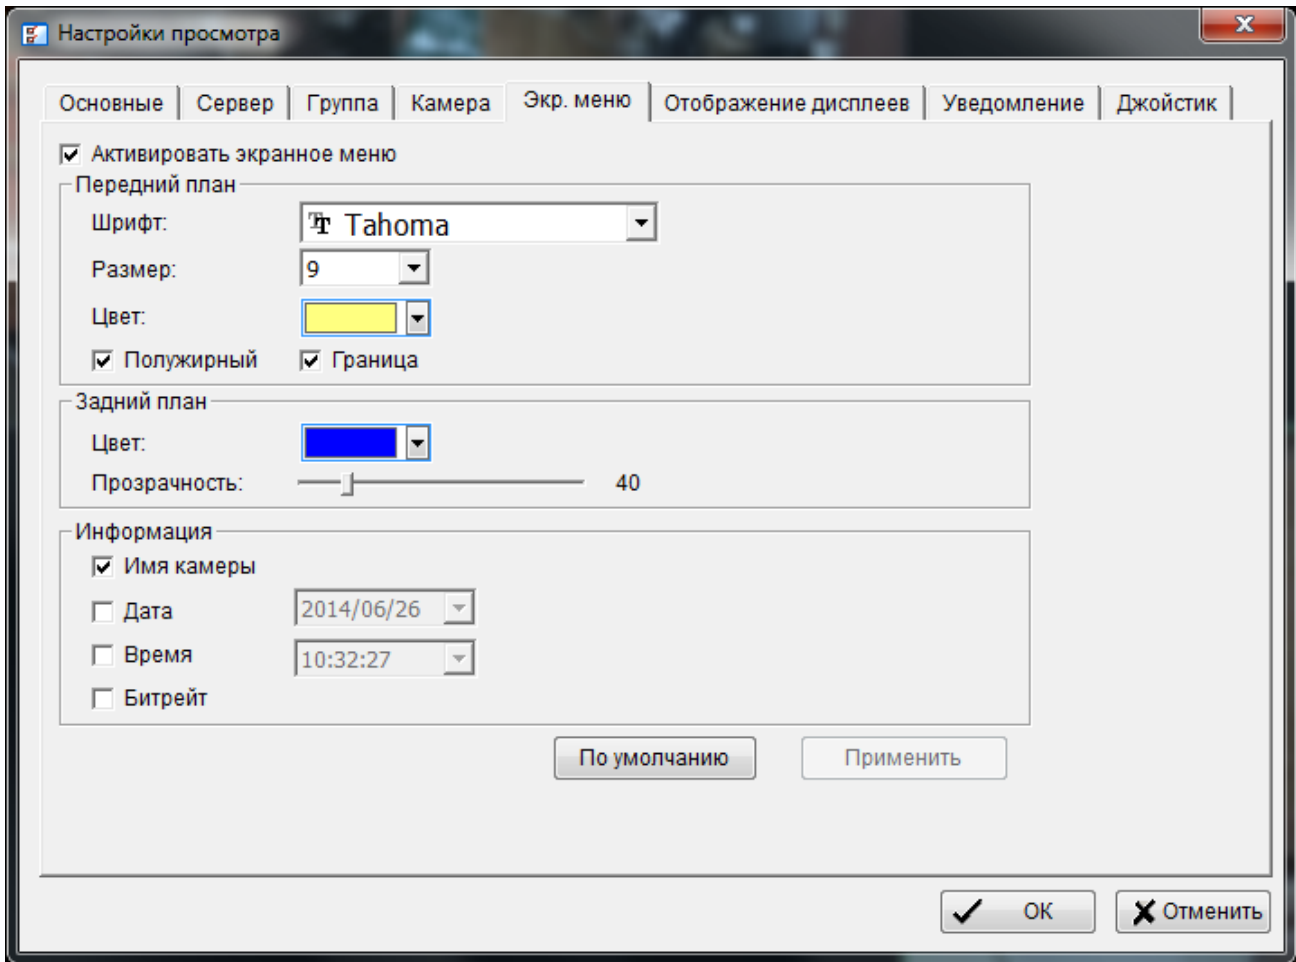 Настройки просмотра
Основные Сервер Группа Камера Экр. меню Отображение дисплеев Уведомление Джойстик
Активировать экранное меню
Передний план
Шрифт: Tahoma
Размер: 9
Цвет:
Полужирный Граница
Задний план
Цвет:
Прозрачность: 40
Информация
Имя камеры
Дата 2014/06/26
Время 10:32:27
Битрейт
По умолчанию Применить
ОК Отменить